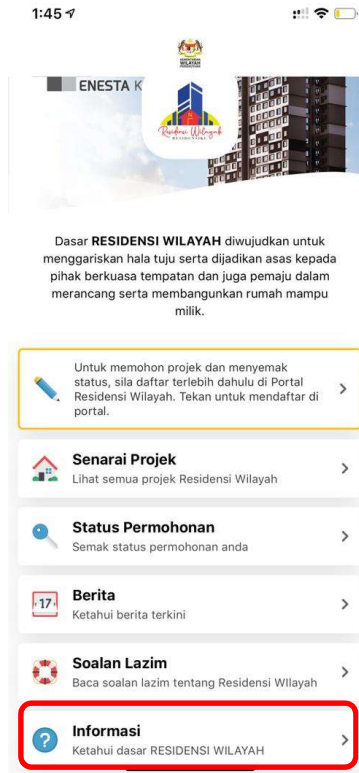 1:45
KEMENTERIAN
WILAYAH
ENESTA K
Residensi Wilayah
Dasar RESIDENSI WILAYAH diwujudkan untuk
menggariskan hala tuju serta dijadikan asas kepada
pihak berkuasa tempatan dan juga pemaju dalam
merancang serta membangunkan rumah mampu
milik.
Untuk memohon projek dan menyemak
status, sila daftar terlebih dahulu di Portal
Residensi Wilayah. Tekan untuk mendaftar di
portal.
Senarai Projek
Lihat semua projek Residensi Wilayah
Status Permohonan
Semak status permohonan anda
17
Berita
Ketahui berita terkini
Soalan Lazim
Baca soalan lazim tentang Residensi WIlayah
?
Informasi
Ketahui dasar RESIDENSI WILAYAH